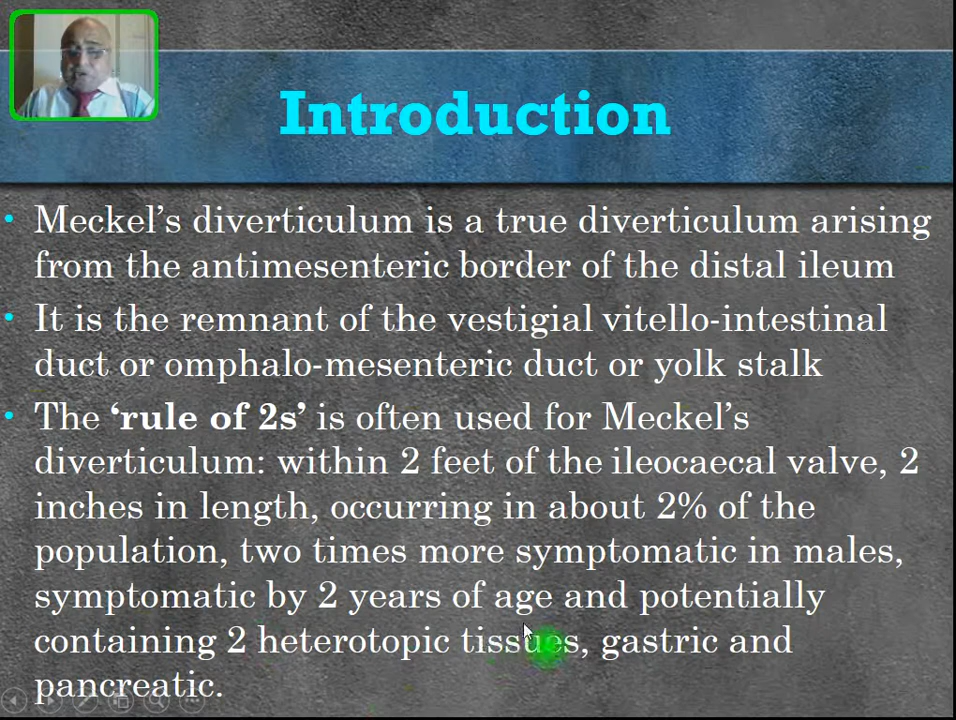 Introduction
• Meckel's diverticulum is a true diverticulum arising
from the antimesenteric border of the distal ileum
• It is the remnant of the vestigial vitello-intestinal
duct or omphalo-mesenteric duct or yolk stalk
• The ‘rule of 2s’ is often used for Meckel's
diverticulum: within 2 feet of the ileocaecal valve, 2
inches in length, occurring in about 2% of the
population, two times more symptomatic in males,
symptomatic by 2 years of age and potentially
containing 2 heterotopic tissues, gastric and
pancreatic.